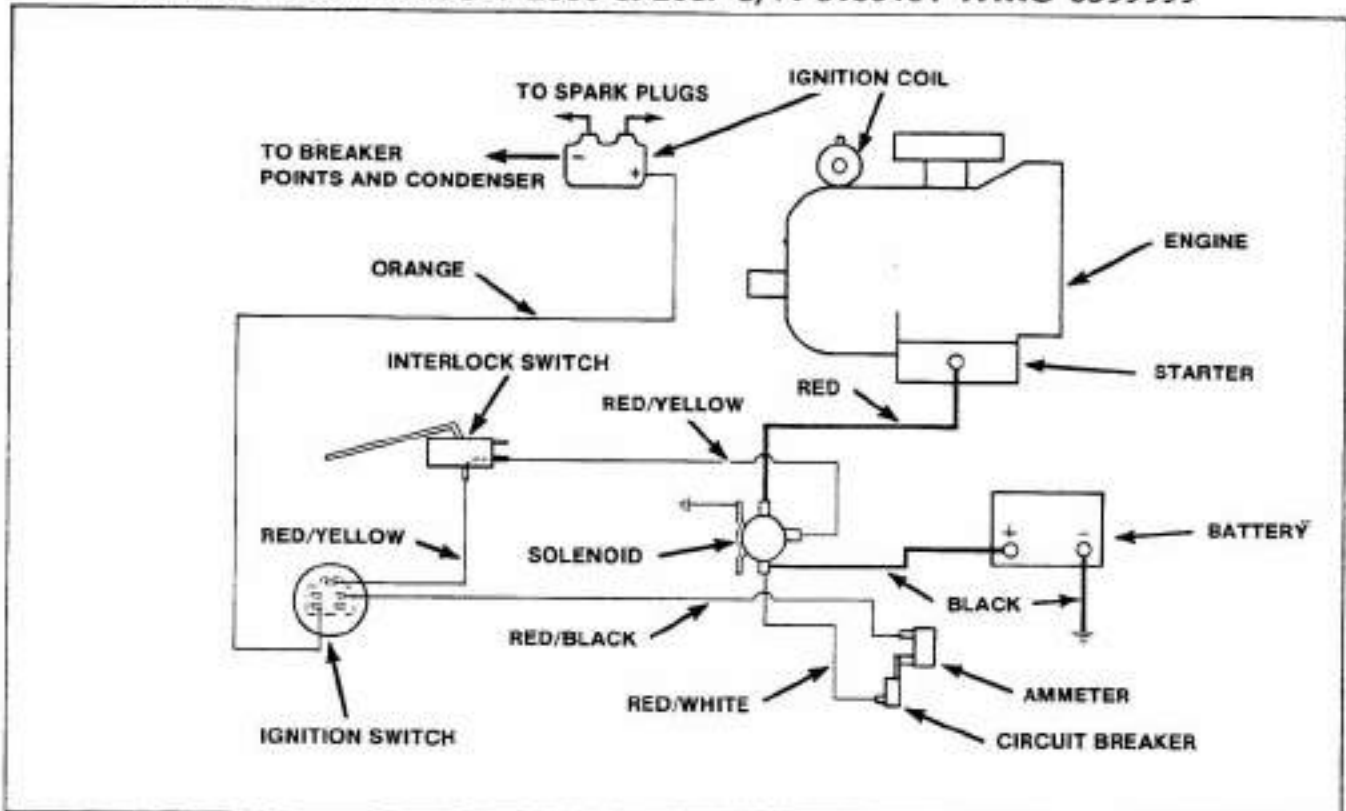 TO SPARK PLUGS
IGNITION COIL
TO BREAKER
POINTS AND CONDENSER
ORANGE
ENGINE
INTERLOCK SWITCH
STARTER
RED
RED/YELLOW
RED/YELLOW
SOLENOID
BATTERY
BLACK
RED/BLACK
AMMETER
RED/WHITE
IGNITION SWITCH
CIRCUIT BREAKER